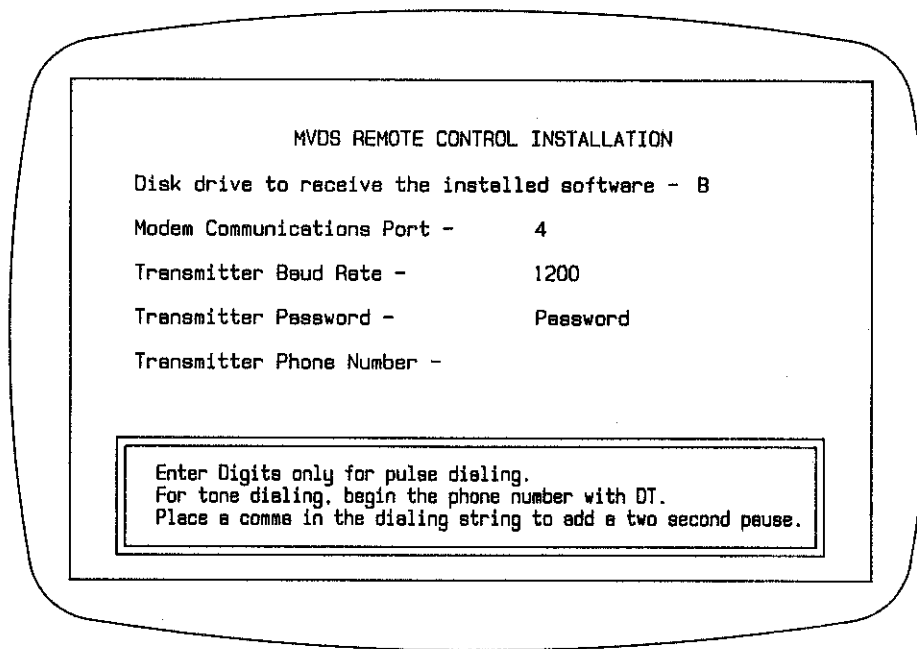 MVDS REMOTE CONTROL INSTALLATION
Disk drive to receive the installed software - B
Modem Communications Port - 4
Transmitter Baud Rate - 1200
Transmitter Password - Password
Transmitter Phone Number -
Enter Digits only for pulse dialing.
For tone dialing, begin the phone number with DT.
Place a comma in the dialing string to add a two second pause.